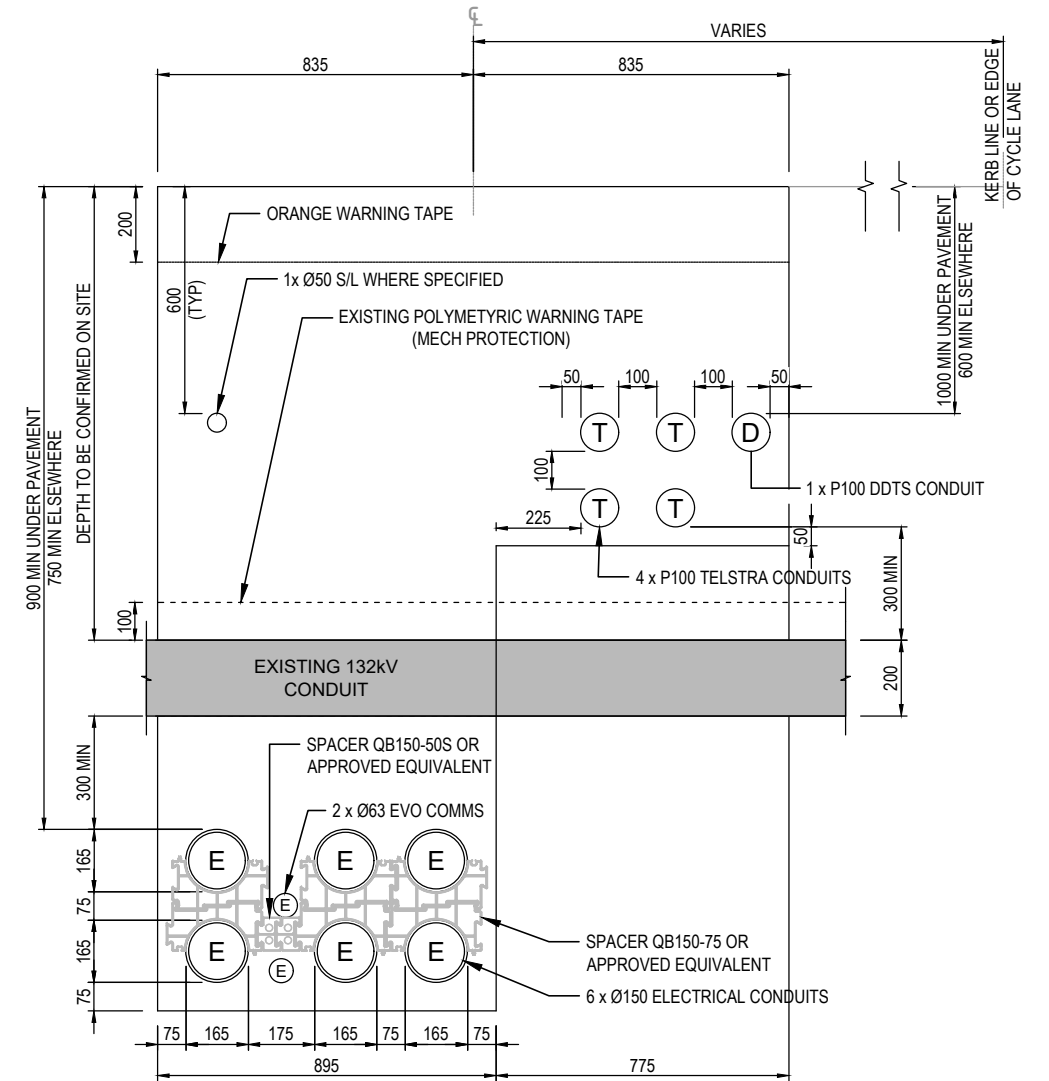 ℄
VARIES
835
835
KERB LINE OR EDGE
OF CYCLE LANE
200
ORANGE WARNING TAPE
600
(TYP)
1x Ø50 S/L WHERE SPECIFIED
EXISTING POLYMETYRIC WARNING TAPE
(MECH PROTECTION)
900 MIN UNDER PAVEMENT
750 MIN ELSEWHERE
DEPTH TO BE CONFIRMED ON SITE
1000 MIN UNDER PAVEMENT
600 MIN ELSEWHERE
50
100
100
50
T
T
D
100
1 x P100 DDTS CONDUIT
T
T
225
50
4 x P100 TELSTRA CONDUITS
300 MIN
100
EXISTING 132kV
CONDUIT
200
300 MIN
SPACER QB150-50S OR
APPROVED EQUIVALENT
2 x Ø63 EVO COMMS
165
E
E
E
75
E
165
E
E
E
E
SPACER QB150-75 OR
APPROVED EQUIVALENT
75
6 x Ø150 ELECTRICAL CONDUITS
75
165
175
165
75
165
75
895
775